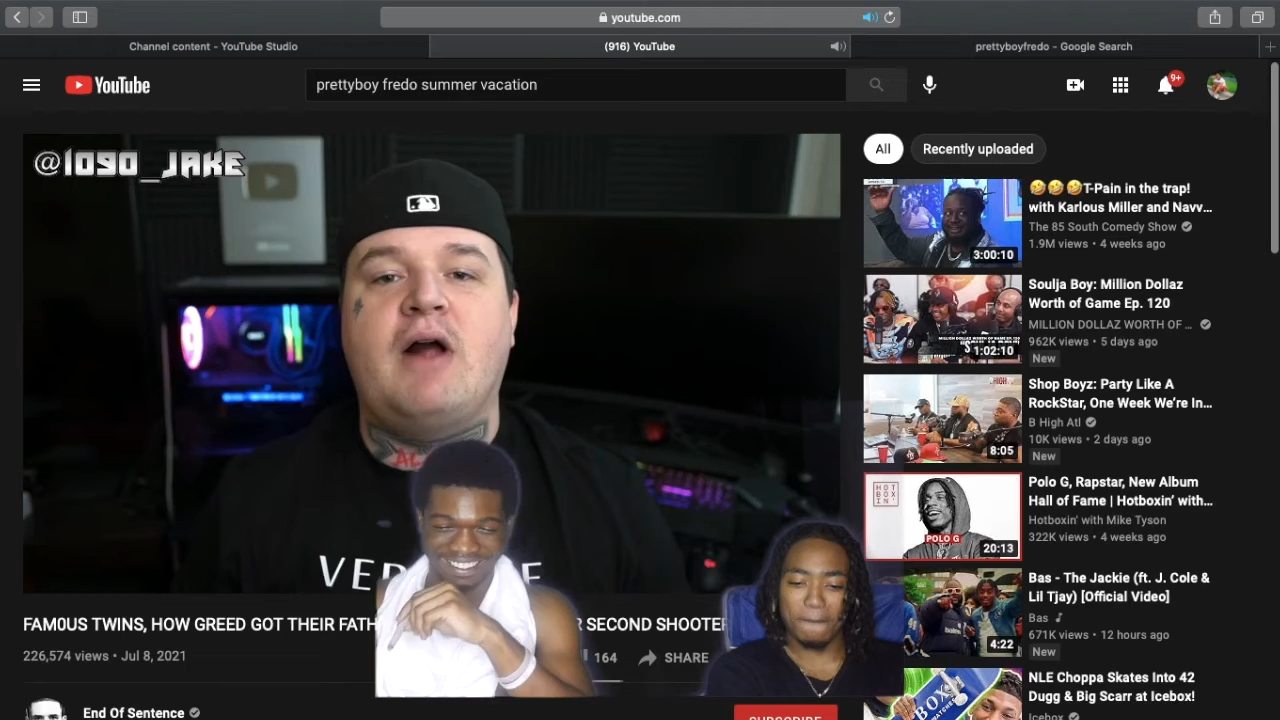 youtube.com
Channel content - YouTube Studio
(916) YouTube
prettyboyfredo - Google Search
YouTube
prettyboy fredo summer vacation
9+
@1090_JAKE
All
Recently uploaded
🤣🤣🤣T-Pain in the trap!
with Karlous Miller and Navv...
The 85 South Comedy Show
1.9M views • 4 weeks ago
3:00:10
Soulja Boy: Million Dollaz
Worth of Game Ep. 120
MILLION DOLLAZ WORTH OF ...
962K views • 5 days ago
New
1:02:10
Shop Boyz: Party Like A
RockStar, One Week We're In...
B High Atl
10K views • 2 days ago
New
8:05
Polo G, Rapstar, New Album
Hall of Fame | Hotboxin' with...
Hotboxin' with Mike Tyson
322K views • 4 weeks ago
HOT
BOX
IN'
POLO G
20:13
Bas - The Jackie (ft. J. Cole &
Lil Tjay) [Official Video]
Bas
671K views • 12 hours ago
New
4:22
NLE Choppa Skates Into 42
Dugg & Big Scarr at Icebox!
Icebox
FAM0US TWINS, HOW GREED GOT THEIR FATH
SECOND SHOOTER
226,574 views • Jul 8, 2021
164
SHARE
End Of Sentence
SUBSCRIBE